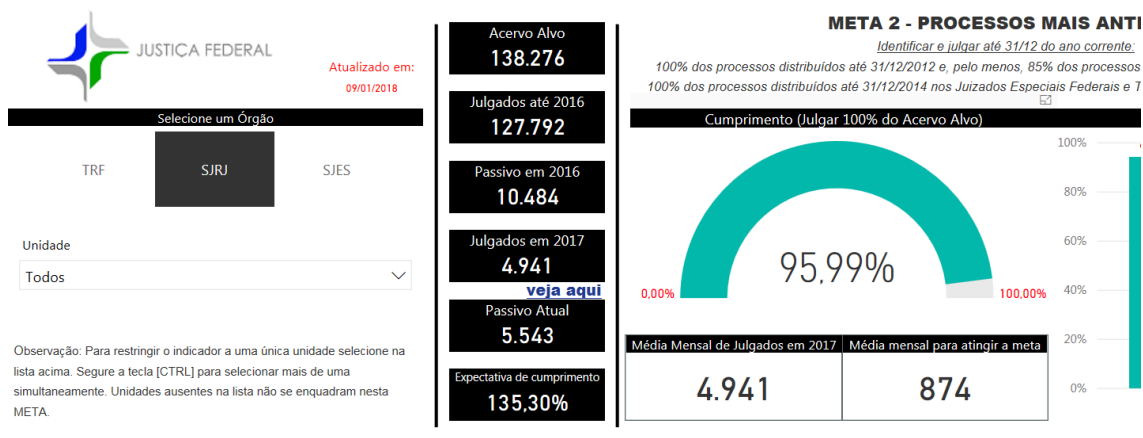 JUSTIÇA FEDERAL
Atualizado em:
09/01/2018
Selecione um Órgão
TRF
SJRJ
SJES
Unidade
Todos
Observação: Para restringir o indicador a uma única unidade selecione na
lista acima. Segure a tecla [CTRL] para selecionar mais de uma
simultaneamente. Unidades ausentes na lista não se enquadram nesta
META.
Acervo Alvo
138.276
Julgados até 2016
127.792
Passivo em 2016
10.484
Julgados em 2017
4.941
veja aqui
Passivo Atual
5.543
Expectativa de cumprimento
135,30%
META 2 - PROCESSOS MAIS ANTI
Identificar e julgar até 31/12 do ano corrente:
100% dos processos distribuídos até 31/12/2012 e, pelo menos, 85% dos processos
100% dos processos distribuídos até 31/12/2014 nos Juizados Especiais Federais e T
Cumprimento (Julgar 100% do Acervo Alvo)
95,99%
0,00%
100,00%
Média Mensal de Julgados em 2017
Média mensal para atingir a meta
4.941
874
100%
80%
60%
40%
20%
0%